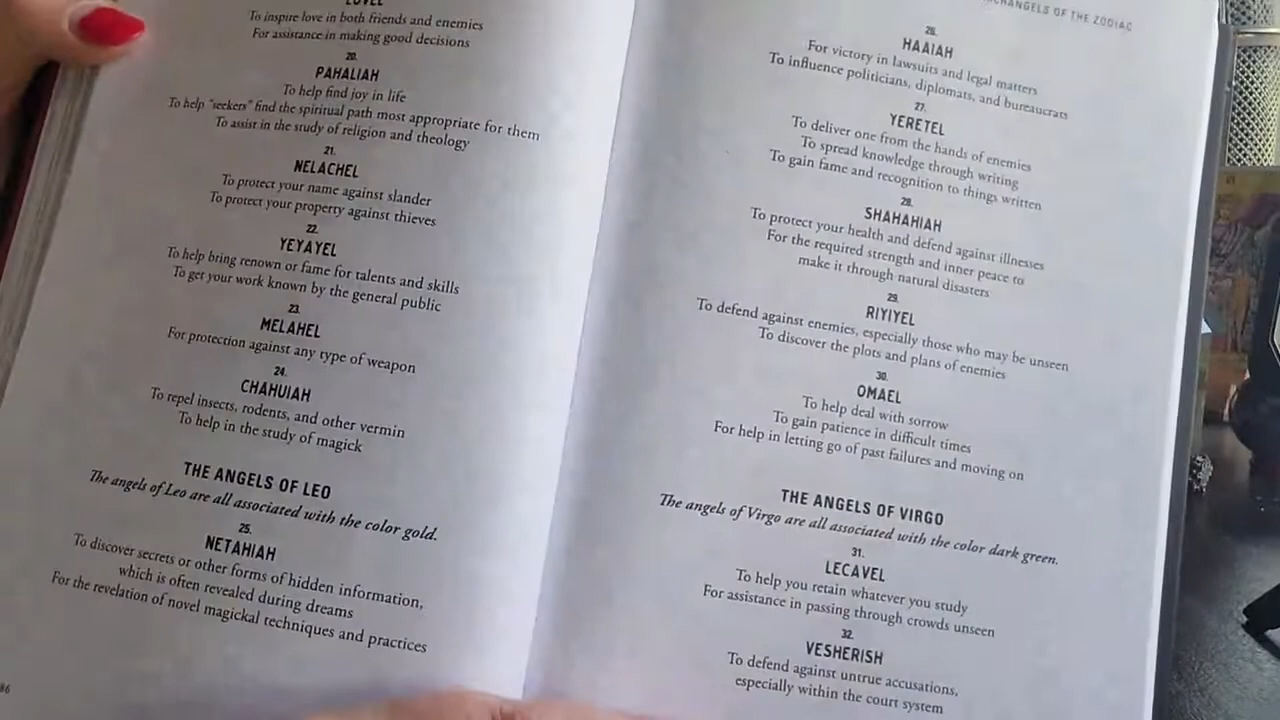 LOVEL
To inspire love in both friends and enemies
For assistance in making good decisions
20.
PAHALIAH
To help find joy in life
To help "seekers" find the spiritual path most appropriate for them
To assist in the study of religion and theology
21.
NELACHEL
To protect your name against slander
To protect your property against thieves
22.
YEYAYEL
To help bring renown or fame for talents and skills
To get your work known by the general public
23.
MELAHEL
For protection against any type of weapon
24.
CHAHUIAH
To repel insects, rodents, and other vermin
To help in the study of magick
THE ANGELS OF LEO
The angels of Leo are all associated with the color gold.
25.
NETAHIAH
To discover secrets or other forms of hidden information,
which is often revealed during dreams
For the revelation of novel magickal techniques and practices
86
OF THE ZODIAC
26.
HAAIAH
For victory in lawsuits and legal matters
To influence politicians, diplomats, and bureaucrats
27.
YERETEL
To deliver one from the hands of enemies
To spread knowledge through writing
To gain fame and recognition to things written
28.
SHAHAHIAH
To protect your health and defend against illnesses
For the required strength and inner peace to
make it through natural disasters
29.
RIYIYEL
To defend against enemies, especially those who may be unseen
To discover the plots and plans of enemies
30.
OMAEL
To help deal with sorrow
To gain patience in difficult times
For help in letting go of past failures and moving on
THE ANGELS OF VIRGO
The angels of Virgo are all associated with the color dark green.
31.
LECAVEL
To help you retain whatever you study
For assistance in passing through crowds unseen
32.
VESHERISH
To defend against untrue accusations,
especially within the court system
VI